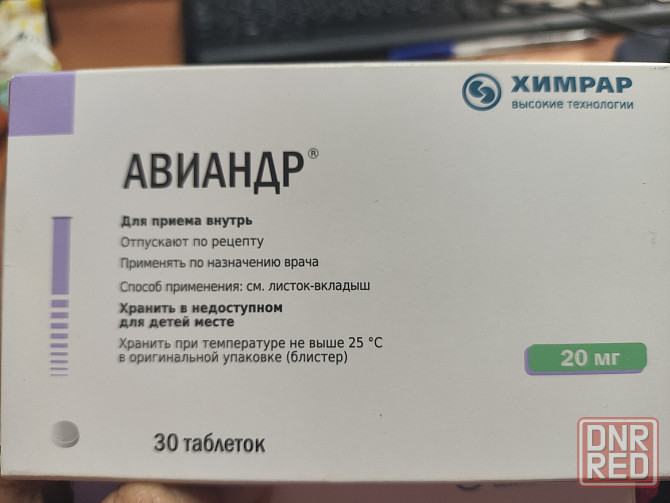 ХИМРАР
ВЫСОКИЕ ТЕХНОЛОГИИ
АВИАНДР®
Для приема внутрь
Отпускают по рецепту
Применять по назначению врача
Способ применения: см. листок-вкладыш
Хранить в недоступном
для детей месте
Хранить при температуре не выше 25 °C
в оригинальной упаковке (блистер)
20 мг
30 таблеток
DNR
RED